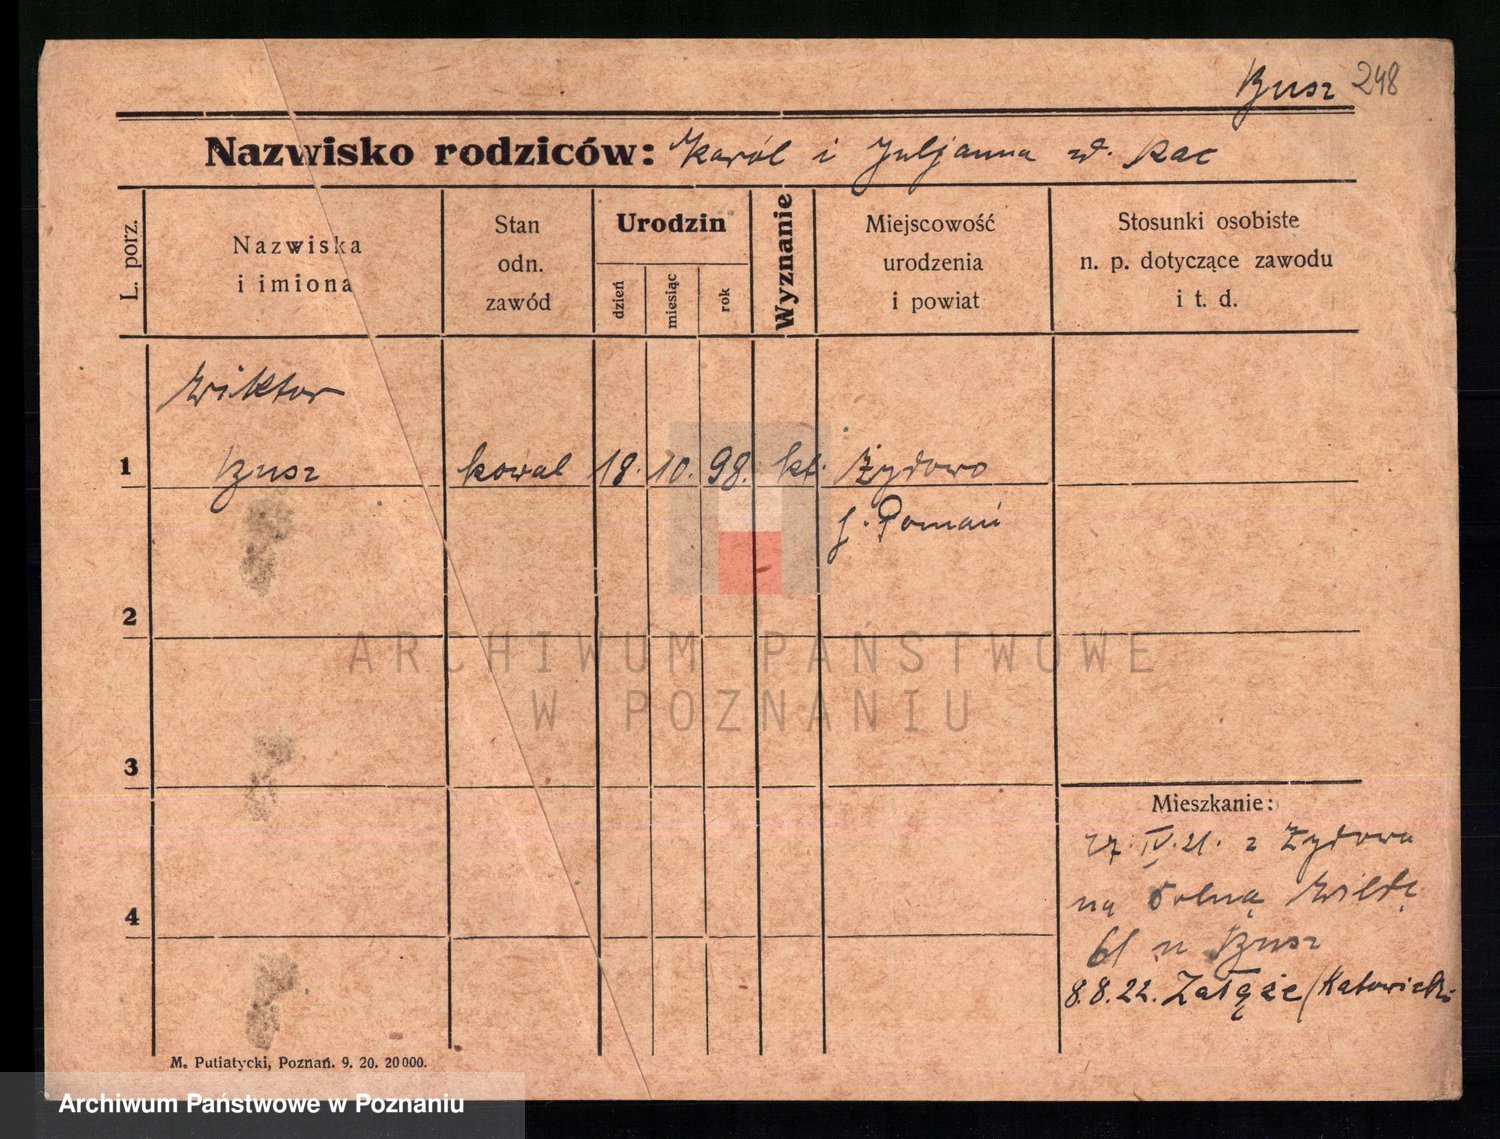 Busz 248
Nazwisko rodziców: Karól i Juljanna zd. Kac
L. porz.
Nazwiska
i imiona
Stan
odn.
zawód
Urodzin
dzień
miesiąc
rok
Wyznanie
Miejscowość
urodzenia
i powiat
Stosunki osobiste
n. p. dotyczące zawodu
i t. d.
Wiktor
1 Busz kowal 18. 10. 98. kt. Żydowo
Poznań
2
3
4
Mieszkanie:
27. IV. 21. z Żydowa
na Dolną Wildę
61 u Busz
8.8.22. Załęże (Katowicki
M. Putiatycki, Poznań. 9. 20. 20000.
ARCHIWUM PAŃSTWOWE
W POZNANIU
Archiwum Państwowe w Poznaniu